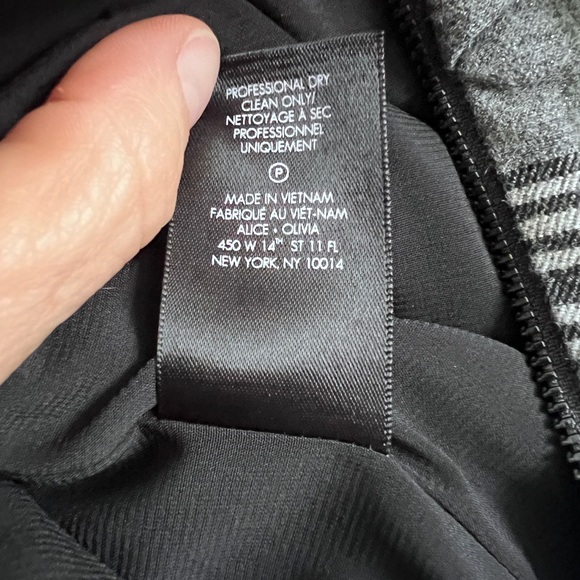 PROFESSIONAL DRY
CLEAN ONLY/
NETTOYAGE À SEC
PROFESSIONNEL
UNIQUEMENT
P
MADE IN VIETNAM
FABRIQUÉ AU VIÊT-NAM
ALICE • OLIVIA
450 W 14TH ST 11 FL
NEW YORK, NY 10014